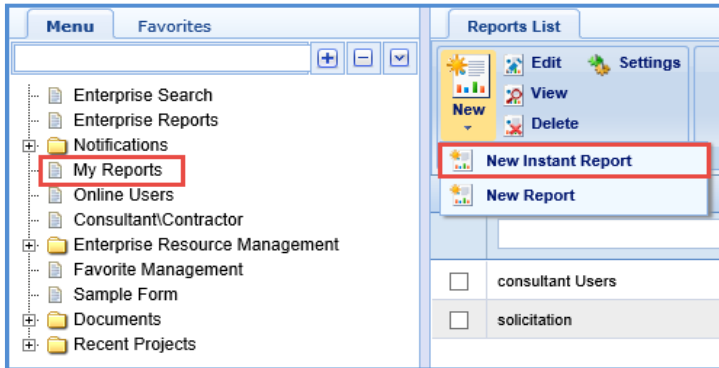 Menu
Favorites
Enterprise Search
Enterprise Reports
Notifications
My Reports
Online Users
Consultant\Contractor
Enterprise Resource Management
Favorite Management
Sample Form
Documents
Recent Projects
Reports List
New
Edit
Settings
View
Delete
New Instant Report
New Report
consultant Users
solicitation